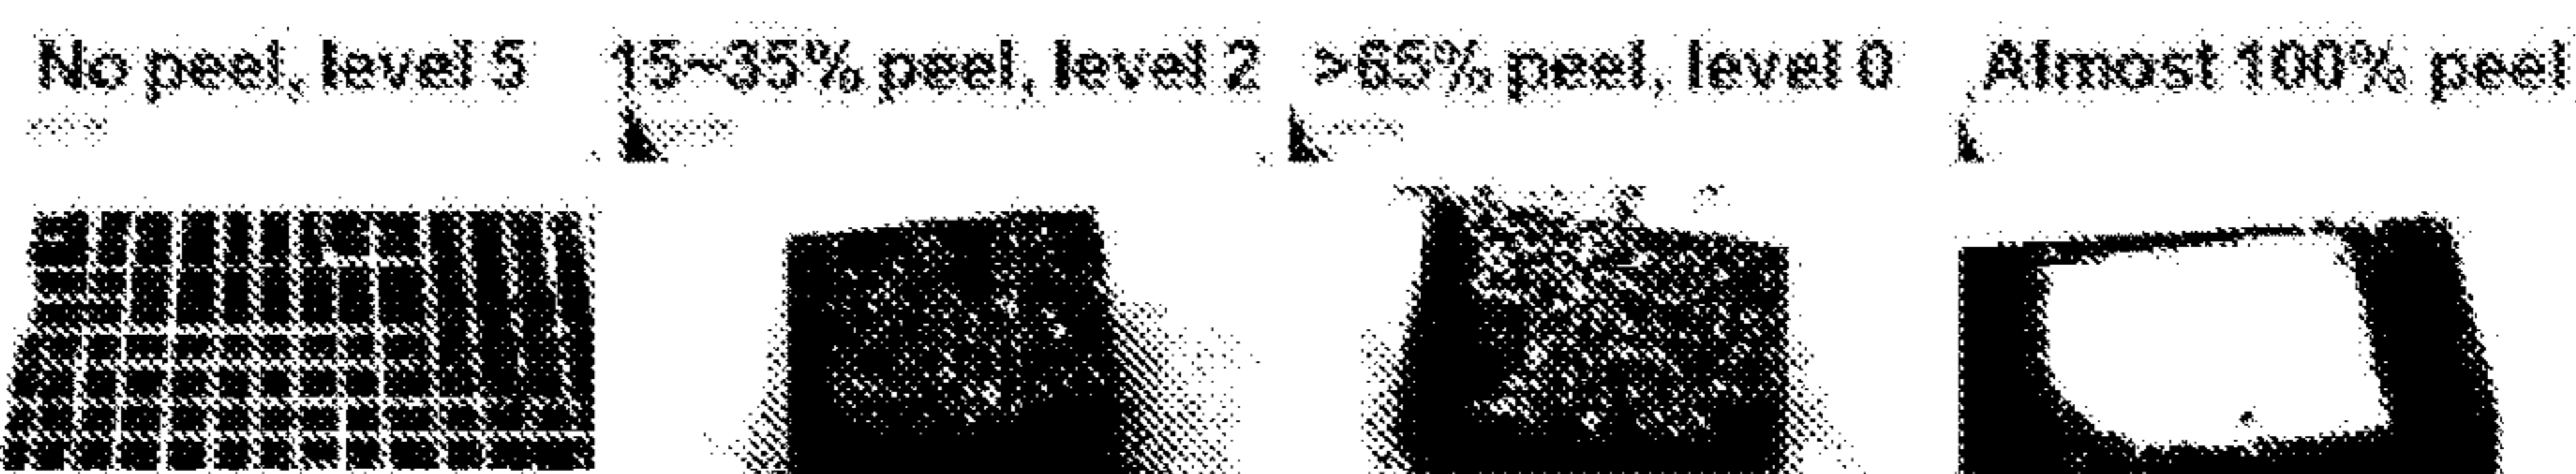 No peel, level 5
15~35% peel, level 2
>65% peel, level 0
Almost 100% peel